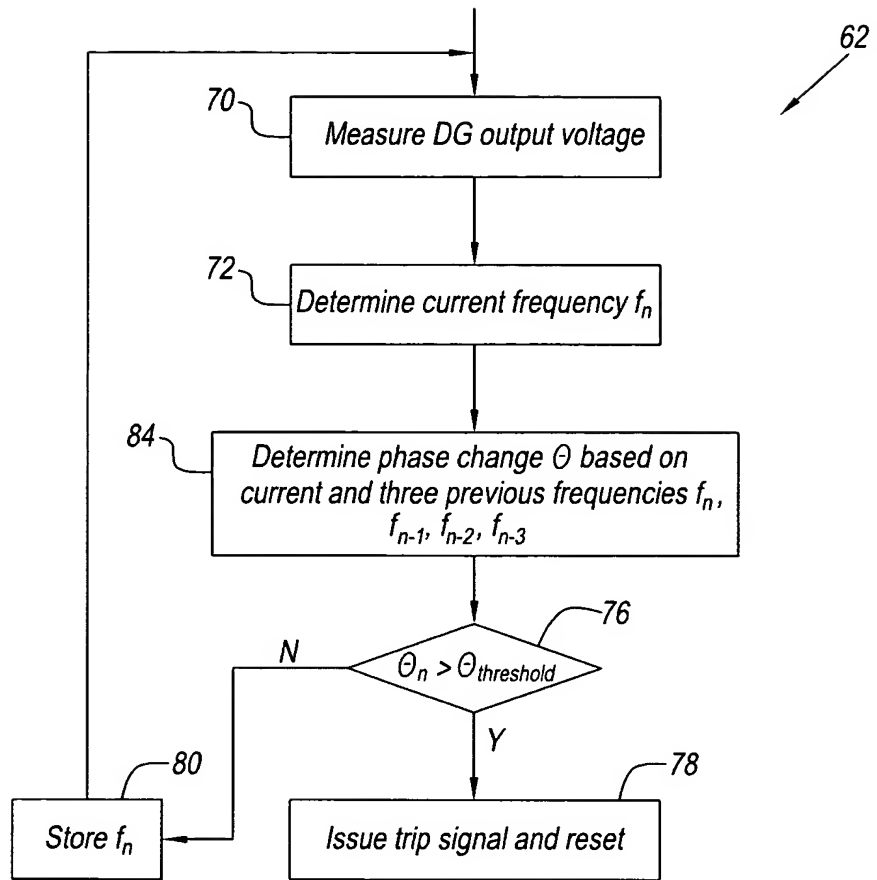 62
70
Measure DG output voltage
72
Determine current frequency fₙ
84
Determine phase change Θ based on
current and three previous frequencies fₙ,
fₙ₋₁, fₙ₋₂, fₙ₋₃
76
N
Θₙ > Θthreshold
Y
80
78
Store fₙ
Issue trip signal and reset